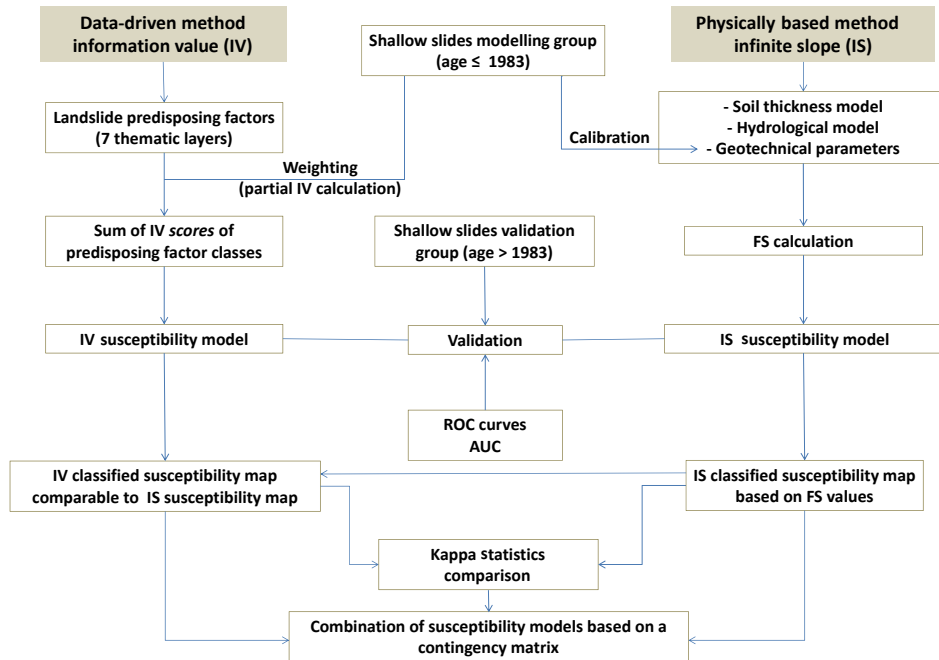 Data-driven method
information value (IV)
Shallow slides modelling group
(age ≤ 1983)
Physically based method
infinite slope (IS)
Landslide predisposing factors
(7 thematic layers)
- Soil thickness model
- Hydrological model
- Geotechnical parameters
Calibration
Weighting
(partial IV calculation)
Sum of IV scores of
predisposing factor classes
Shallow slides validation
group (age > 1983)
FS calculation
IV susceptibility model
Validation
IS susceptibility model
ROC curves
AUC
IV classified susceptibility map
comparable to IS susceptibility map
IS classified susceptibility map
based on FS values
Kappa statistics
comparison
Combination of susceptibility models based on a
contingency matrix